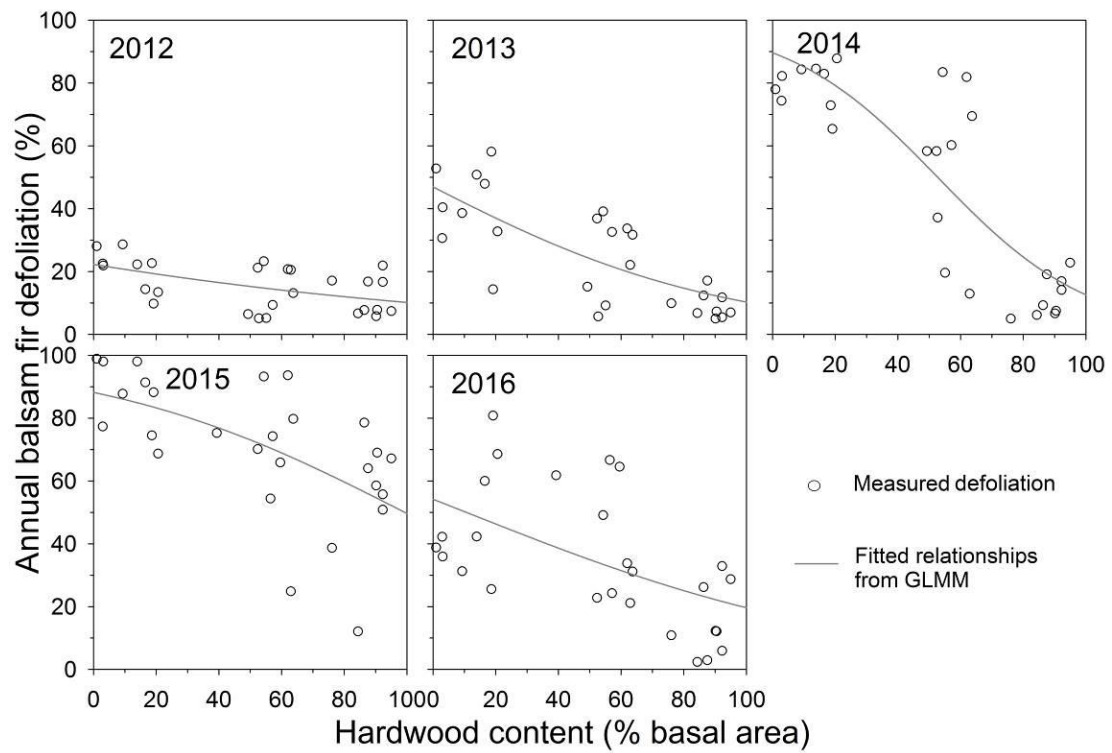 Annual balsam fir defoliation (%)
2012
2013
2014
100
80
60
40
20
0
0 20 40 60 80 100
2015
2016
100
80
60
40
20
0
0 20 40 60 80 100
0 20 40 60 80 100
Measured defoliation
Fitted relationships
from GLMM
Hardwood content (% basal area)